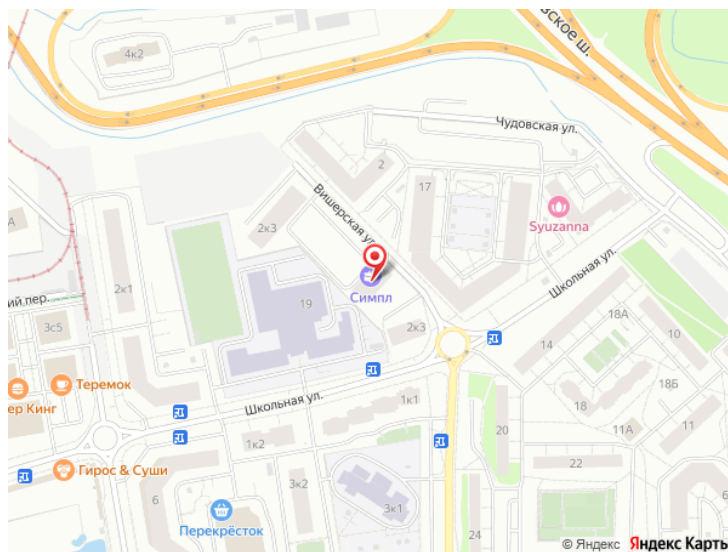 ское ш.
4к2
Чудовская ул.
2
17
Вишерская ул.
Syuzanna
2к3
Школьная ул.
А
2к1
ий пер.
19
Симпл
18А
3с5
2к3
10
14
Теремок
18Б
ер Кинг
Школьная ул.
1к1
18
11А
11
20
1к2
22
Гирос & Суши
6
3к2
3к1
6
Перекрёсток
24
© Яндекс Яндекс Карты